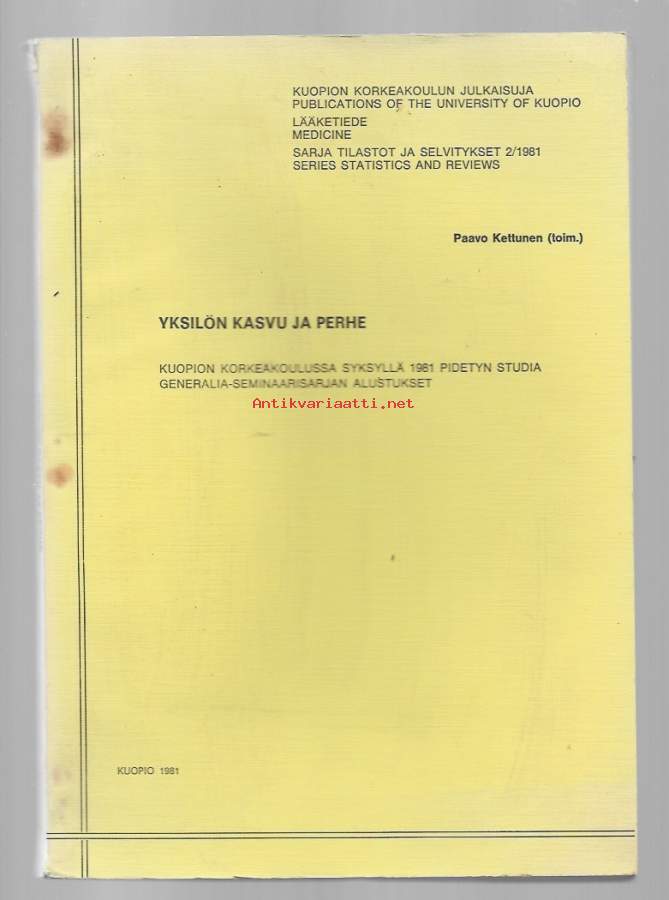 KUOPION KORKEAKOULUN JULKAISUJA
PUBLICATIONS OF THE UNIVERSITY OF KUOPIO
LÄÄKETIEDE
MEDICINE
SARJA TILASTOT JA SELVITYKSET 2/1981
SERIES STATISTICS AND REVIEWS
Paavo Kettunen (toim.)
YKSILÖN KASVU JA PERHE
KUOPION KORKEAKOULUSSA SYKSYLLÄ 1981 PIDETYN STUDIA
GENERALIA-SEMINAARISARJAN ALUSTUKSET
Antikvariaatti.net
KUOPIO 1981